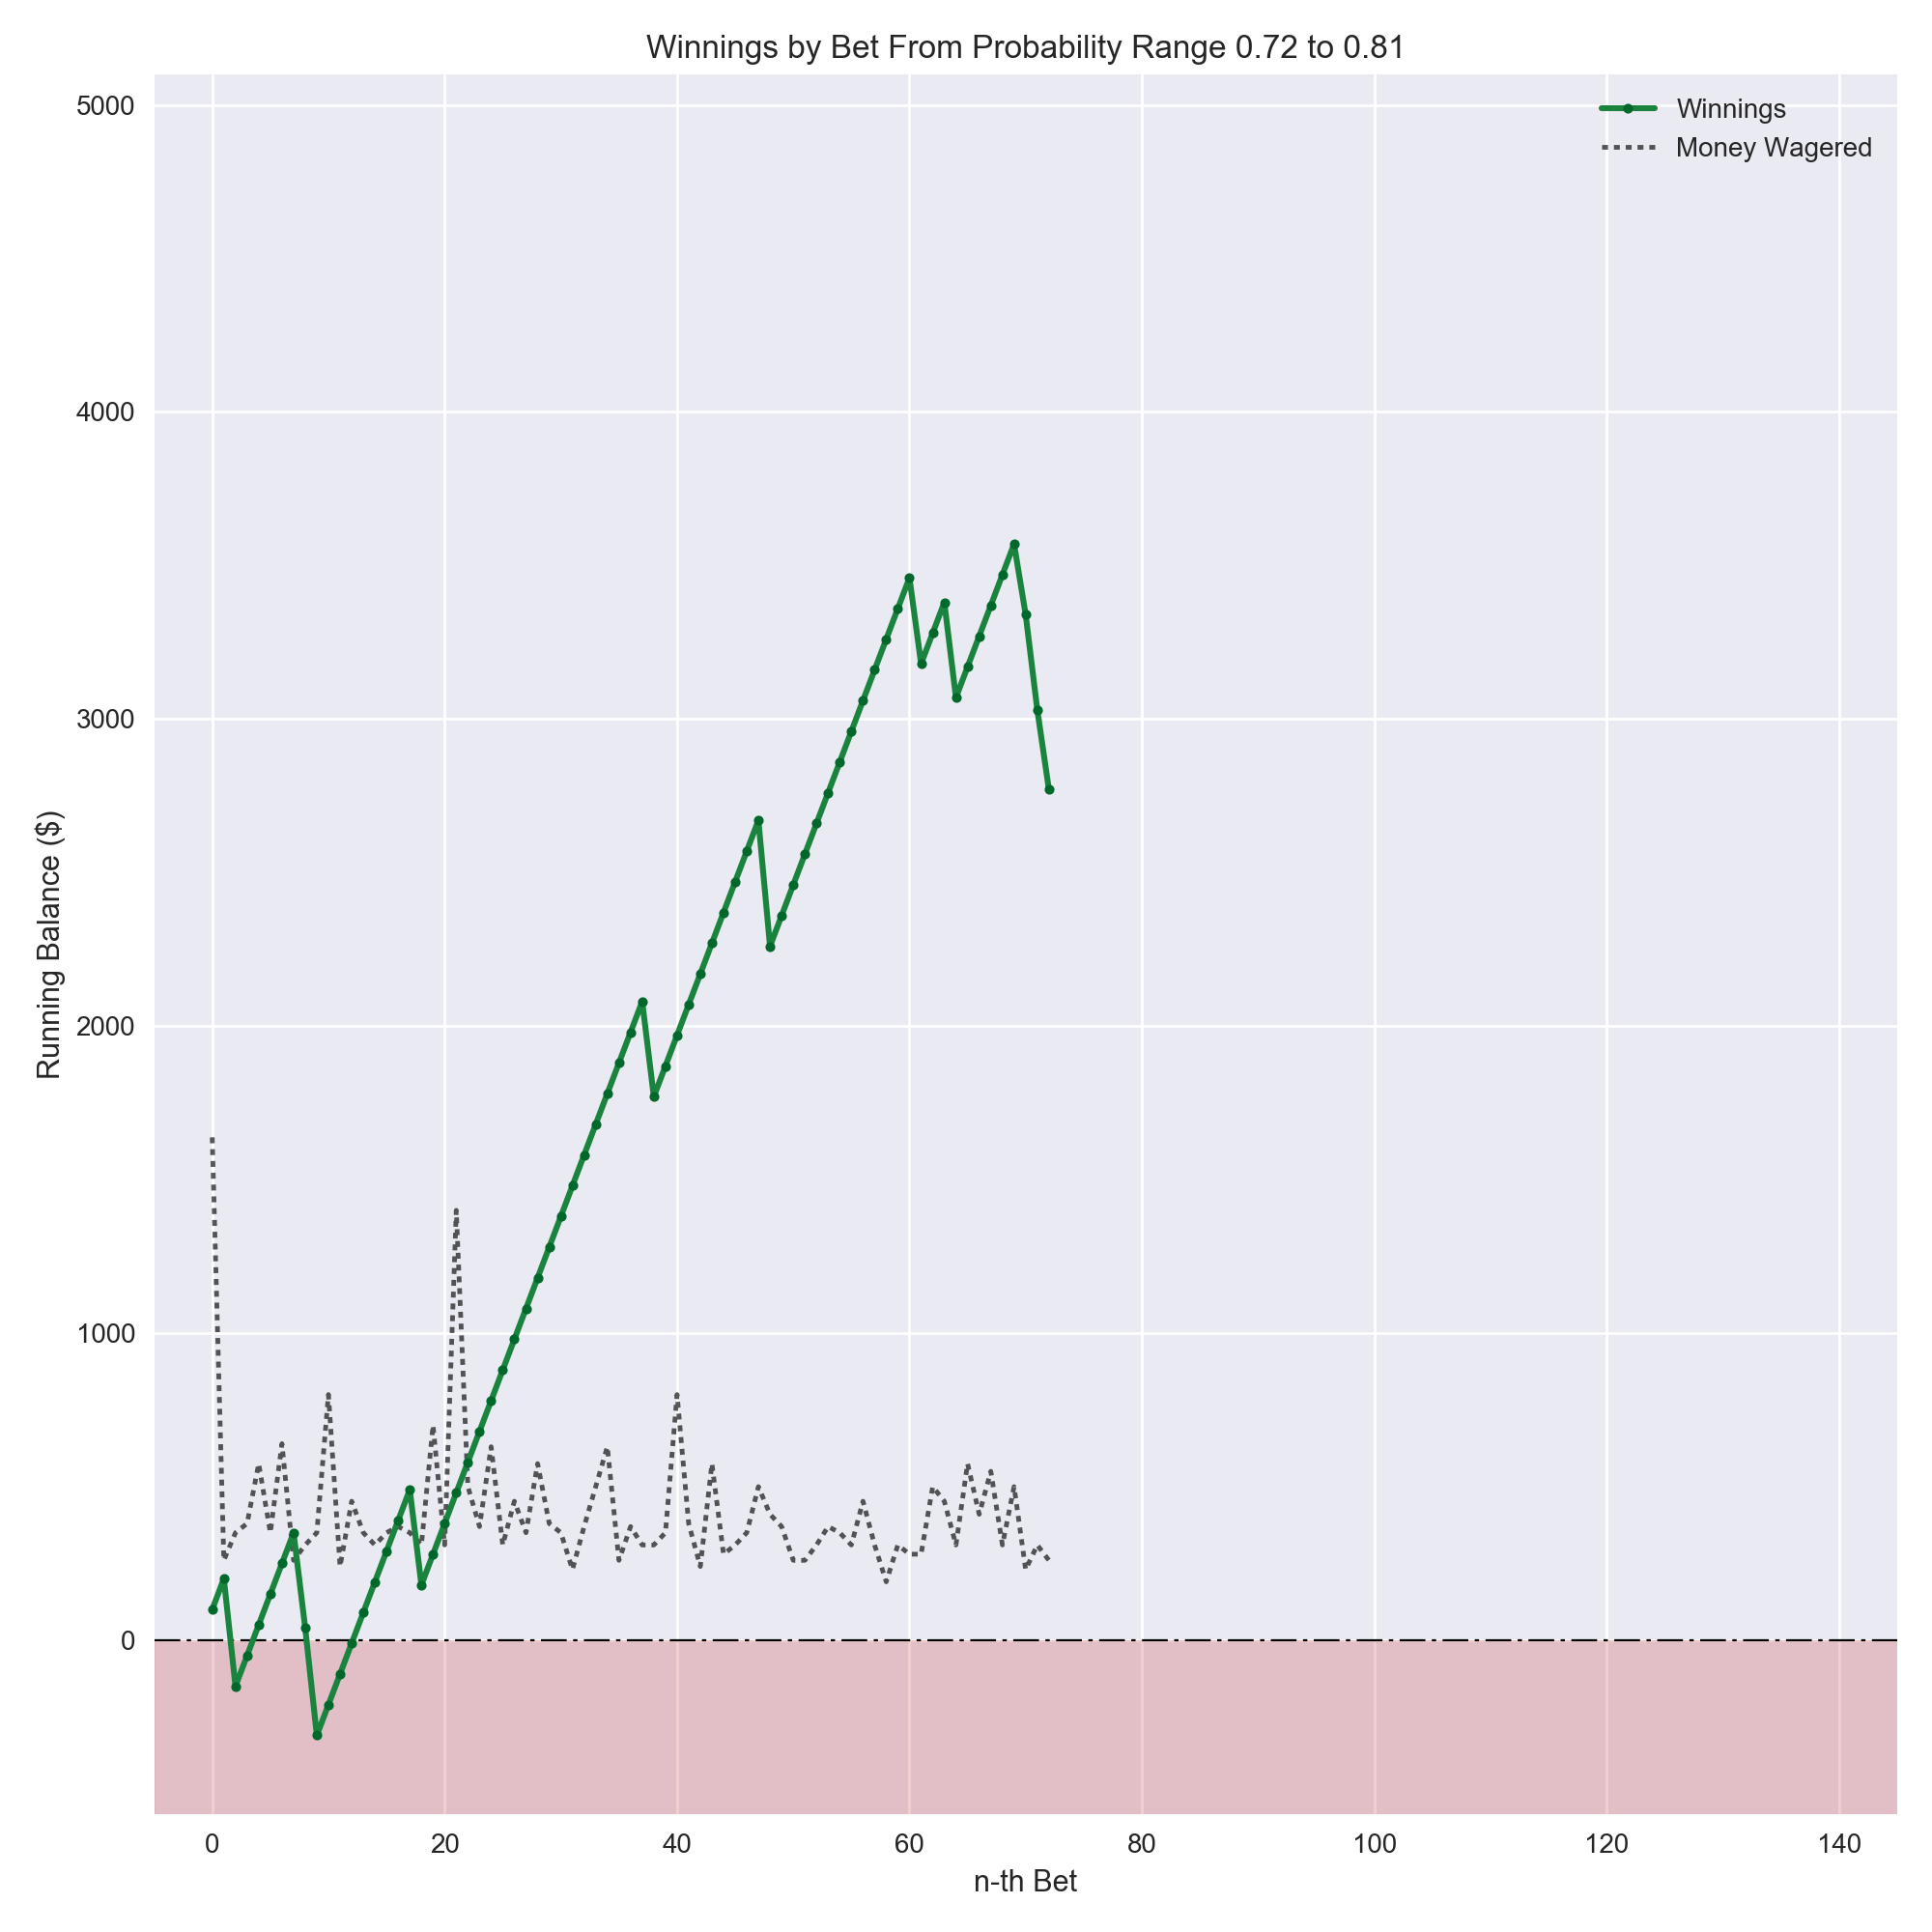 Winnings by Bet From Probability Range 0.72 to 0.81
Winnings
Money Wagered
5000
4000
3000
2000
1000
0
Running Balance ($)
0 20 40 60 80 100 120 140
n-th Bet